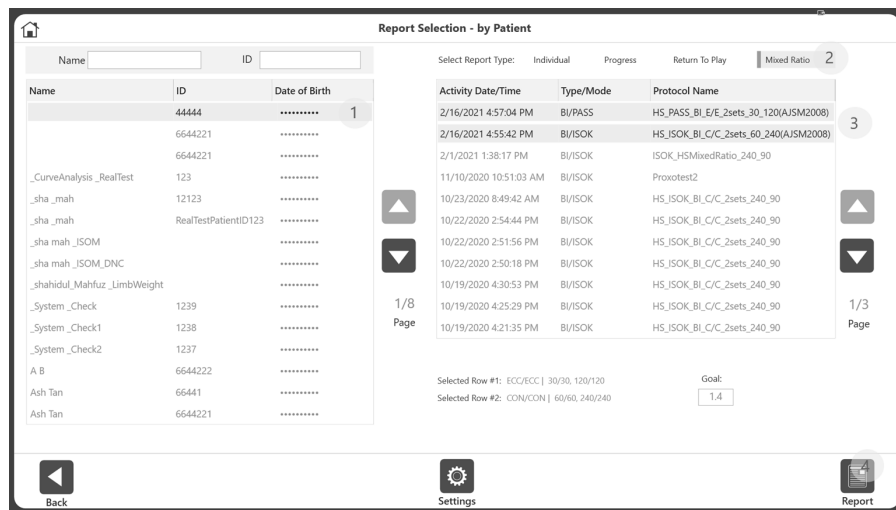 Report Selection - by Patient
Name ID
Select Report Type: Individual Progress Return To Play Mixed Ratio 2
Name ID Date of Birth
44444 •••••••••• 1
6644221 ••••••••••
6644221 ••••••••••
_CurveAnalysis _RealTest 123 ••••••••••
_sha _mah 12123 ••••••••••
_sha _mah RealTestPatientID123 ••••••••••
_sha mah _ISOM ••••••••••
_sha mah _ISOM_DNC ••••••••••
_shahidul_Mahfuz _LimbWeight ••••••••••
_System _Check 1239 ••••••••••
_System _Check1 1238 ••••••••••
_System _Check2 1237 ••••••••••
A B 6644222 ••••••••••
Ash Tan 66441 ••••••••••
Ash Tan 6644221 ••••••••••
1/8
Page
Activity Date/Time Type/Mode Protocol Name
2/16/2021 4:57:04 PM BI/PASS HS_PASS_BI_E/E_2sets_30_120(AJSM2008)
3
2/16/2021 4:55:42 PM BI/ISOK HS_ISOK_BI_C/C_2sets_60_240(AJSM2008)
2/1/2021 1:38:17 PM BI/ISOK ISOK_HSMixedRatio_240_90
11/10/2020 10:51:03 AM BI/ISOK Proxotest2
10/23/2020 8:49:42 AM BI/ISOK HS_ISOK_BI_C/C_2sets_240_90
10/22/2020 2:54:44 PM BI/ISOK HS_ISOK_BI_C/C_2sets_240_90
10/22/2020 2:51:56 PM BI/ISOK HS_ISOK_BI_C/C_2sets_240_90
10/22/2020 2:50:18 PM BI/ISOK HS_ISOK_BI_C/C_2sets_240_90
10/19/2020 4:30:53 PM BI/ISOK HS_ISOK_BI_C/C_2sets_240_90
10/19/2020 4:25:29 PM BI/ISOK HS_ISOK_BI_C/C_2sets_240_90
10/19/2020 4:21:35 PM BI/ISOK HS_ISOK_BI_C/C_2sets_240_90
1/3
Page
Selected Row #1: ECC/ECC | 30/30, 120/120
Selected Row #2: CON/CON | 60/60, 240/240
Goal:
1.4
4
Back Settings Report